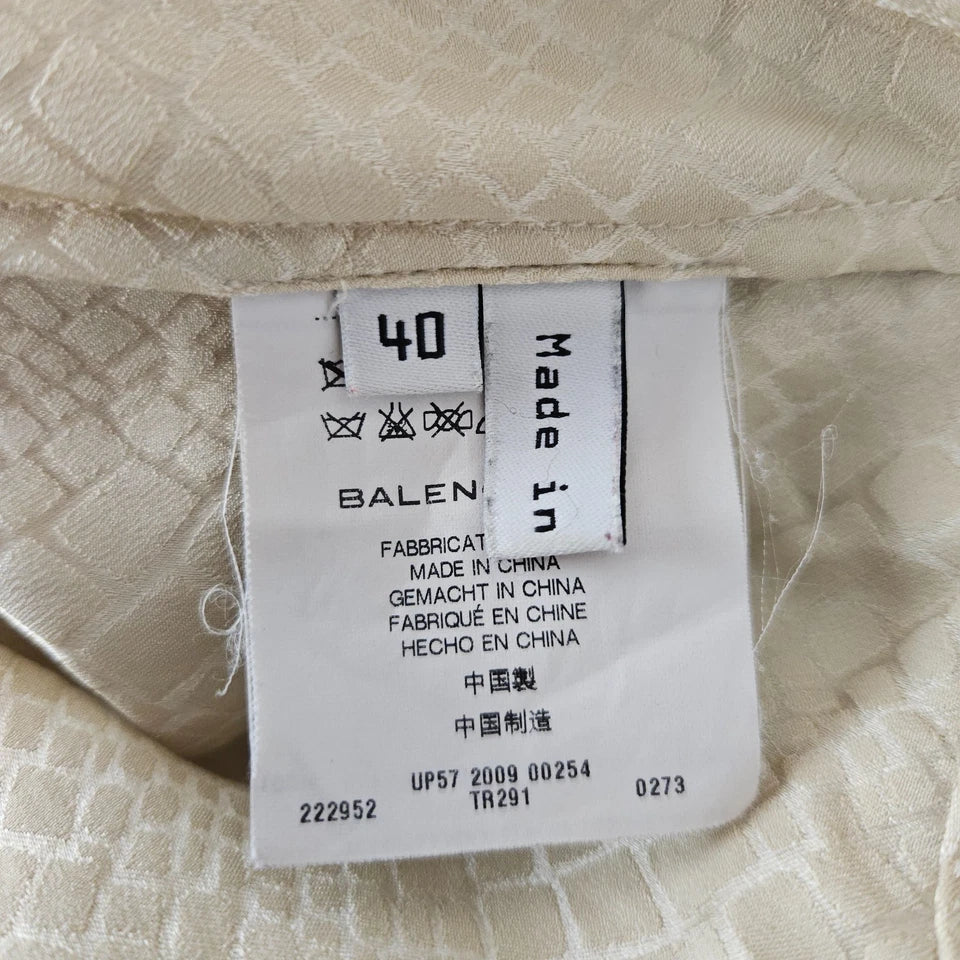 40
Made in
BALEN
FABBRICAT
MADE IN CHINA
GEMACHT IN CHINA
FABRIQUÉ EN CHINE
HECHO EN CHINA
中国製
中国制造
UP57 2009 00254
222952 TR291 0273